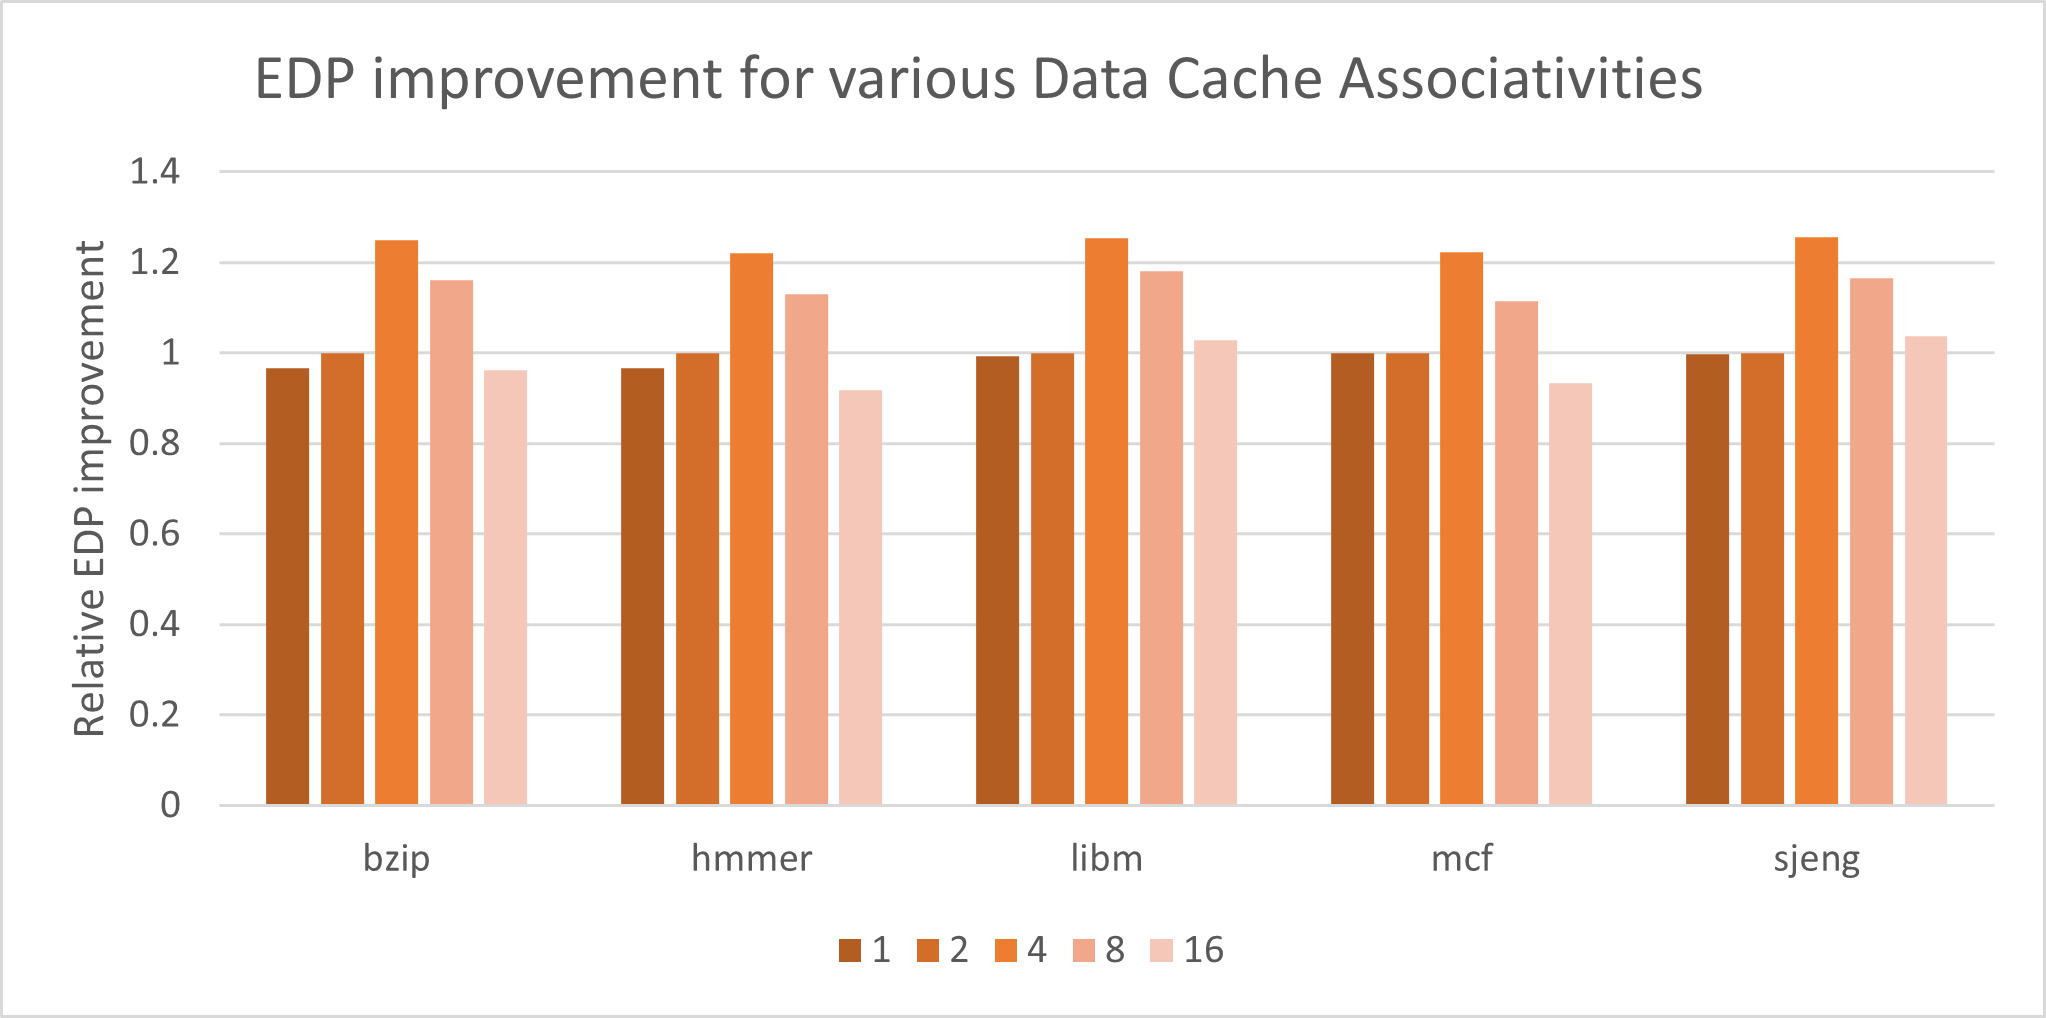 EDP improvement for various Data Cache Associativities
Relative EDP improvement
1.4
1.2
1
0.8
0.6
0.4
0.2
0
bzip hmmer libm mcf sjeng
1 2 4 8 16